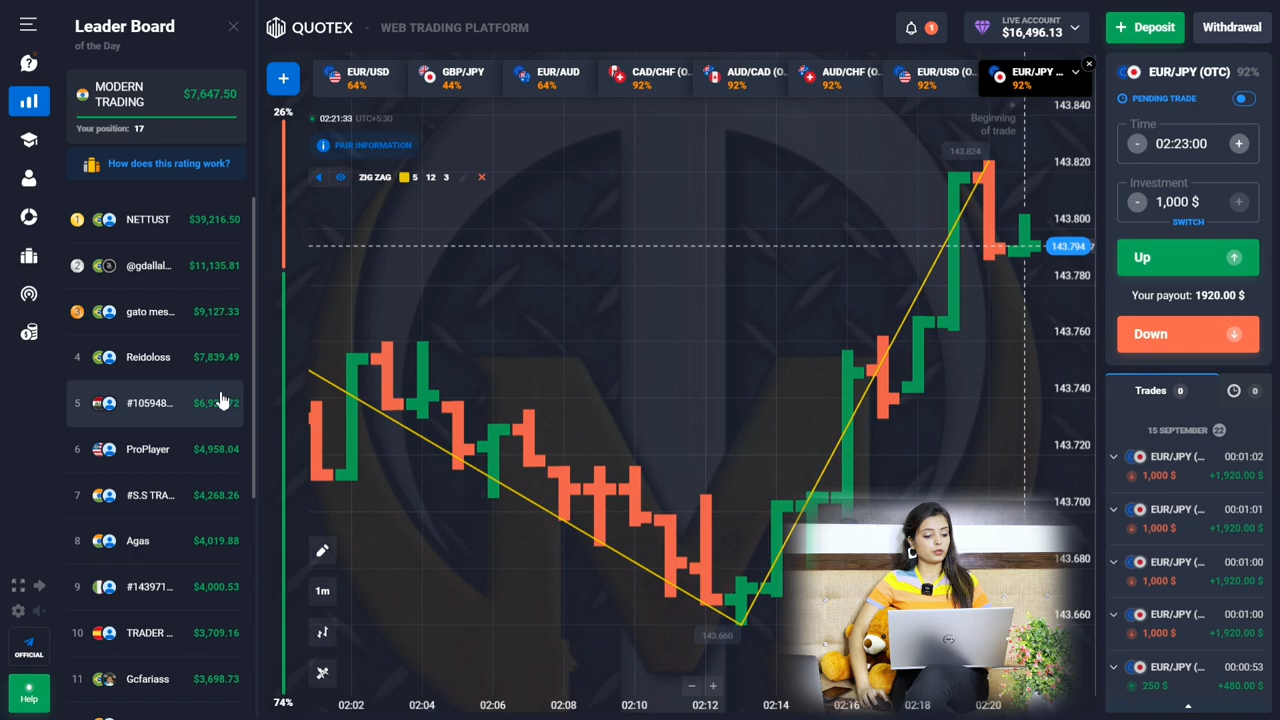 Leader Board
of the Day
MODERN
TRADING
$7,647.50
Your position: 17
How does this rating work?
1 NETTUST $39,216.50
2 @gdallal... $11,135.81
3 gato mes... $9,127.33
4 Reidoloss $7,839.49
5 #105948...
6 ProPlayer $4,958.04
7 #S.S TRA... $4,268.26
8 Agas $4,019.88
9 #143971... $4,000.53
10 TRADER ... $3,709.16
11 Gcfariass $3,698.73
OFFICIAL
Help
QUOTEX
WEB TRADING PLATFORM
1
LIVE ACCOUNT
$16,496.13
+ Deposit
Withdrawal
+
EUR/USD
64%
GBP/JPY
44%
EUR/AUD
64%
CAD/CHF (O...
92%
AUD/CAD (O...
92%
AUD/CHF (O...
92%
EUR/USD (O...
92%
EUR/JPY ...
92%
26%
02:21:33 UTC+5:30
PAIR INFORMATION
ZIG ZAG 5 12 3
Beginning
of trade
143.824
143.840
143.820
143.800
143.794
143.780
143.760
143.740
143.720
143.700
143.680
143.660
143.660
1m
74%
02:02 02:04 02:06 02:08 02:10 02:12 02:14 02:16 02:18 02:20
EUR/JPY (OTC) 92%
PENDING TRADE
Time
- 02:23:00 +
Investment
- 1,000 $ +
SWITCH
Up
Your payout: 1920.00 $
Down
Trades 0
0
15 SEPTEMBER 22
EUR/JPY (... 00:01:02
1,000 $ +1,920.00 $
EUR/JPY (... 00:01:01
1,000 $ +1,920.00 $
EUR/JPY (... 00:01:00
1,000 $ +1,920.00 $
EUR/JPY (... 00:01:00
1,000 $ +1,920.00 $
EUR/JPY (... 00:00:53
250 $ +480.00 $